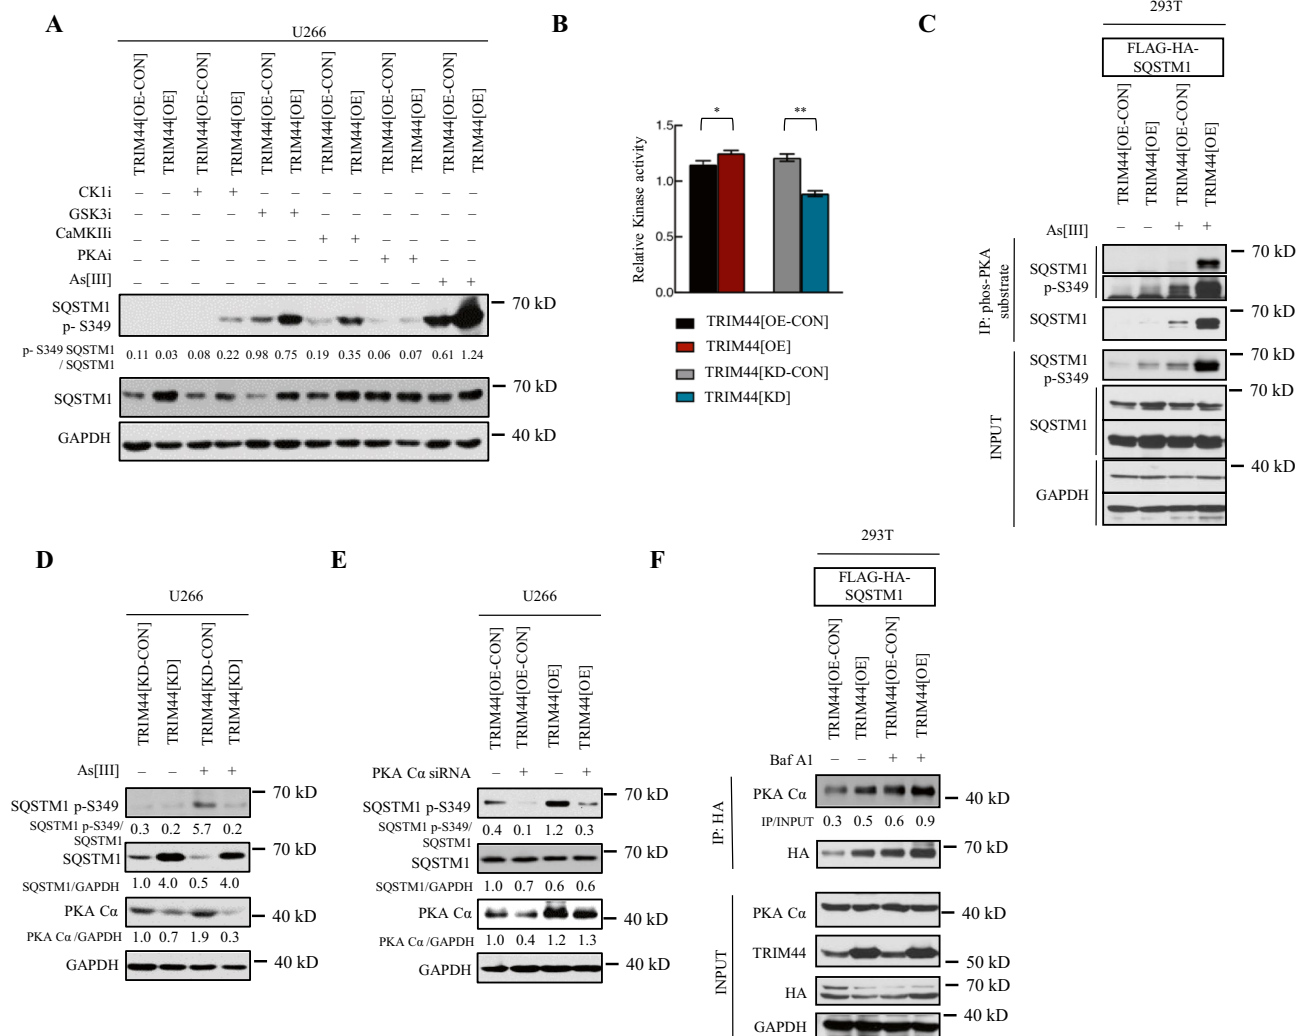 A
U266
TRIM44[OE-CON]
TRIM44[OE]
TRIM44[OE-CON]
TRIM44[OE]
TRIM44[OE-CON]
TRIM44[OE]
TRIM44[OE-CON]
TRIM44[OE]
TRIM44[OE-CON]
TRIM44[OE]
TRIM44[OE-CON]
TRIM44[OE]
CK1i – – + + – – – – – – – –
GSK3i – – – – + + – – – – – –
CaMKIIi – – – – – – + + – – – –
PKAi – – – – – – – – + + – –
As[III] – – – – – – – – – – + +
SQSTM1
p- S349
70 kD
p- S349 SQSTM1
/ SQSTM1
0.11 0.03 0.08 0.22 0.98 0.75 0.19 0.35 0.06 0.07 0.61 1.24
SQSTM1
70 kD
GAPDH
40 kD
B
Relative Kinase activity
1.5
1.0
0.5
0.0
*
**
TRIM44[OE-CON]
TRIM44[OE]
TRIM44[KD-CON]
TRIM44[KD]
C
293T
FLAG-HA-
SQSTM1
TRIM44[OE-CON]
TRIM44[OE]
TRIM44[OE-CON]
TRIM44[OE]
As[III] – – + +
IP: phos-PKA
substrate
SQSTM1
p-S349
70 kD
SQSTM1
70 kD
INPUT
SQSTM1
p-S349
70 kD
SQSTM1
70 kD
GAPDH
40 kD
D
U266
TRIM44[KD-CON]
TRIM44[KD]
TRIM44[KD-CON]
TRIM44[KD]
As[III] – – + +
SQSTM1 p-S349
70 kD
SQSTM1 p-S349/
SQSTM1
0.3 0.2 5.7 0.2
SQSTM1
70 kD
SQSTM1/GAPDH 1.0 4.0 0.5 4.0
PKA Cα
40 kD
PKA Cα/GAPDH 1.0 0.7 1.9 0.3
GAPDH
40 kD
E
U266
TRIM44[OE-CON]
TRIM44[OE-CON]
TRIM44[OE]
TRIM44[OE]
PKA Cα siRNA – + – +
SQSTM1 p-S349
70 kD
SQSTM1 p-S349/
SQSTM1
0.4 0.1 1.2 0.3
SQSTM1
70 kD
SQSTM1/GAPDH 1.0 0.7 0.6 0.6
PKA Cα
40 kD
PKA Cα /GAPDH 1.0 0.4 1.2 1.3
GAPDH
40 kD
F
293T
FLAG-HA-
SQSTM1
TRIM44[OE-CON]
TRIM44[OE]
TRIM44[OE-CON]
TRIM44[OE]
Baf A1 – – + +
IP: HA
PKA Cα
40 kD
IP/INPUT 0.3 0.5 0.6 0.9
HA
70 kD
INPUT
PKA Cα
40 kD
TRIM44
50 kD
HA
70 kD
GAPDH
40 kD